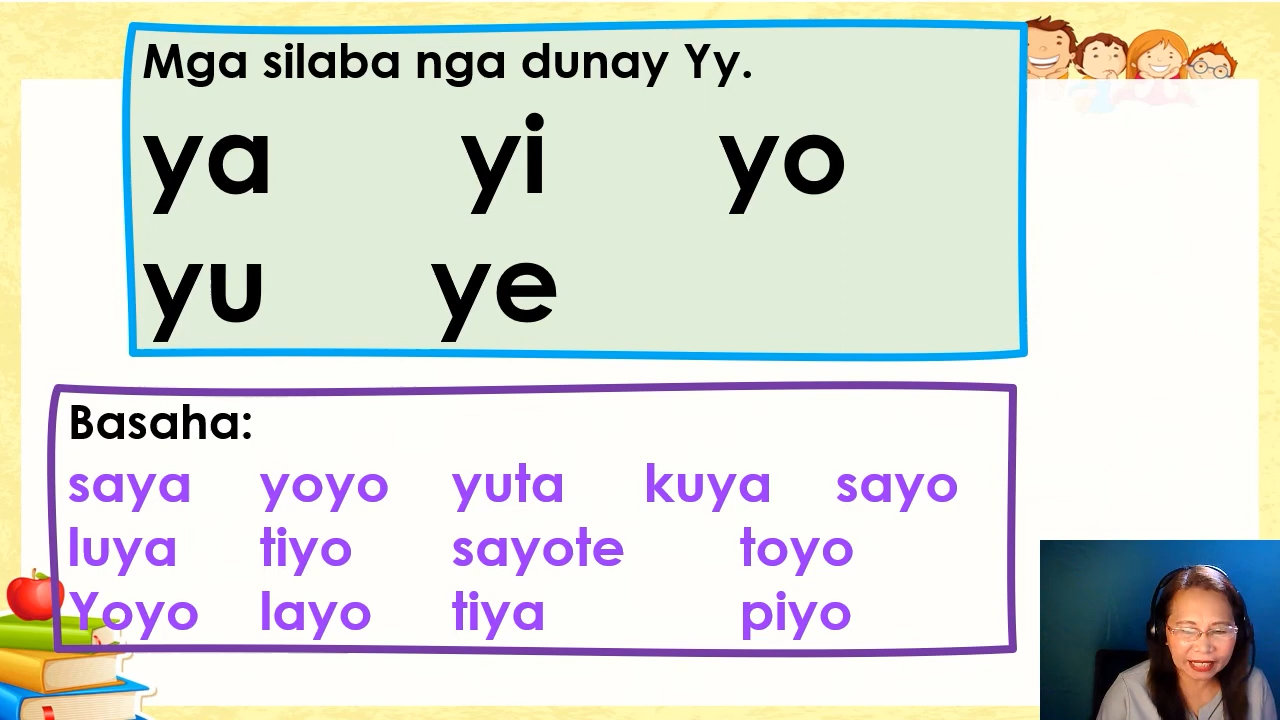 Mga silaba nga dunay Yy.
ya yi yo
yu ye
Basaha:
saya yoyo yuta kuya sayo
luya tiyo sayote toyo
Yoyo layo tiya piyo